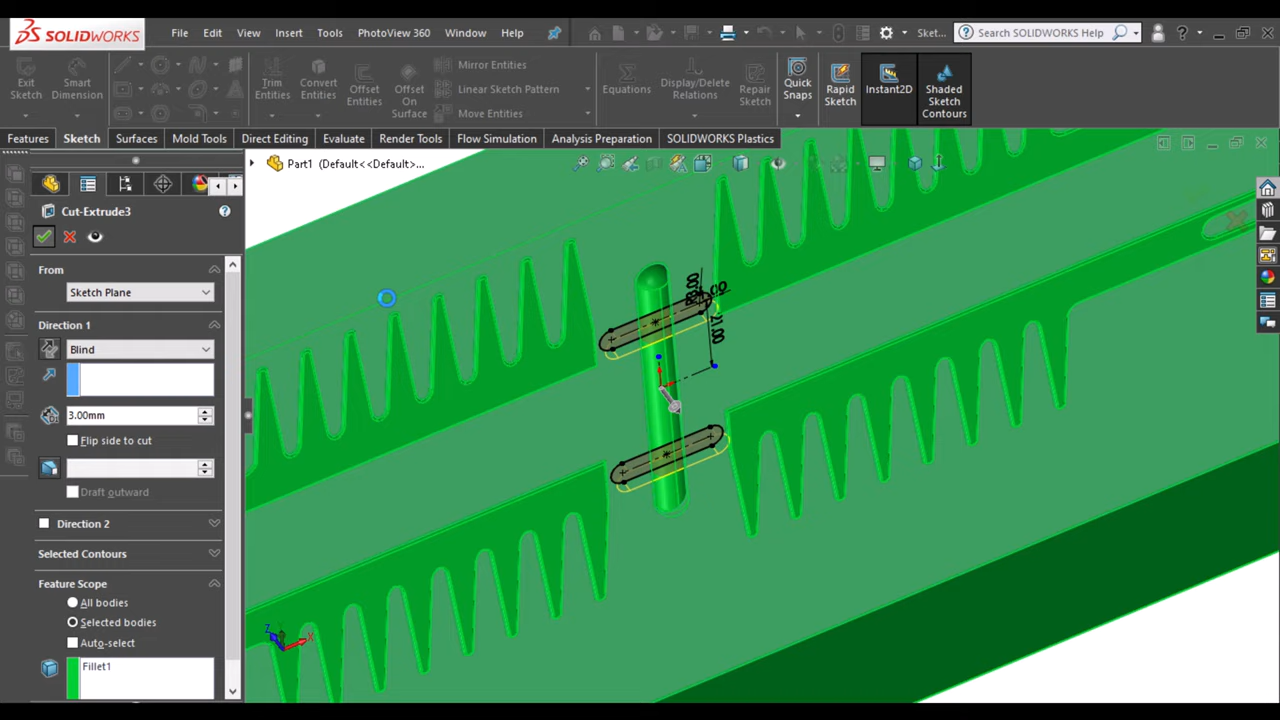 SOLIDWORKS
File Edit View Insert Tools PhotoView 360 Window Help
Sket... Search SOLIDWORKS Help
Exit Sketch
Smart Dimension
Trim Entities
Convert Entities
Offset Entities
Offset On Surface
Mirror Entities
Linear Sketch Pattern
Move Entities
Equations
Display/Delete Relations
Repair Sketch
Quick Snaps
Rapid Sketch
Instant2D
Shaded Sketch Contours
Features Sketch Surfaces Mold Tools Direct Editing Evaluate Render Tools Flow Simulation Analysis Preparation SOLIDWORKS Plastics
Part1 (Default<<Default>...
Cut-Extrude3
From
Sketch Plane
Direction 1
Blind
3.00mm
Flip side to cut
Draft outward
Direction 2
Selected Contours
Feature Scope
All bodies
Selected bodies
Auto-select
Fillet1
Z
X